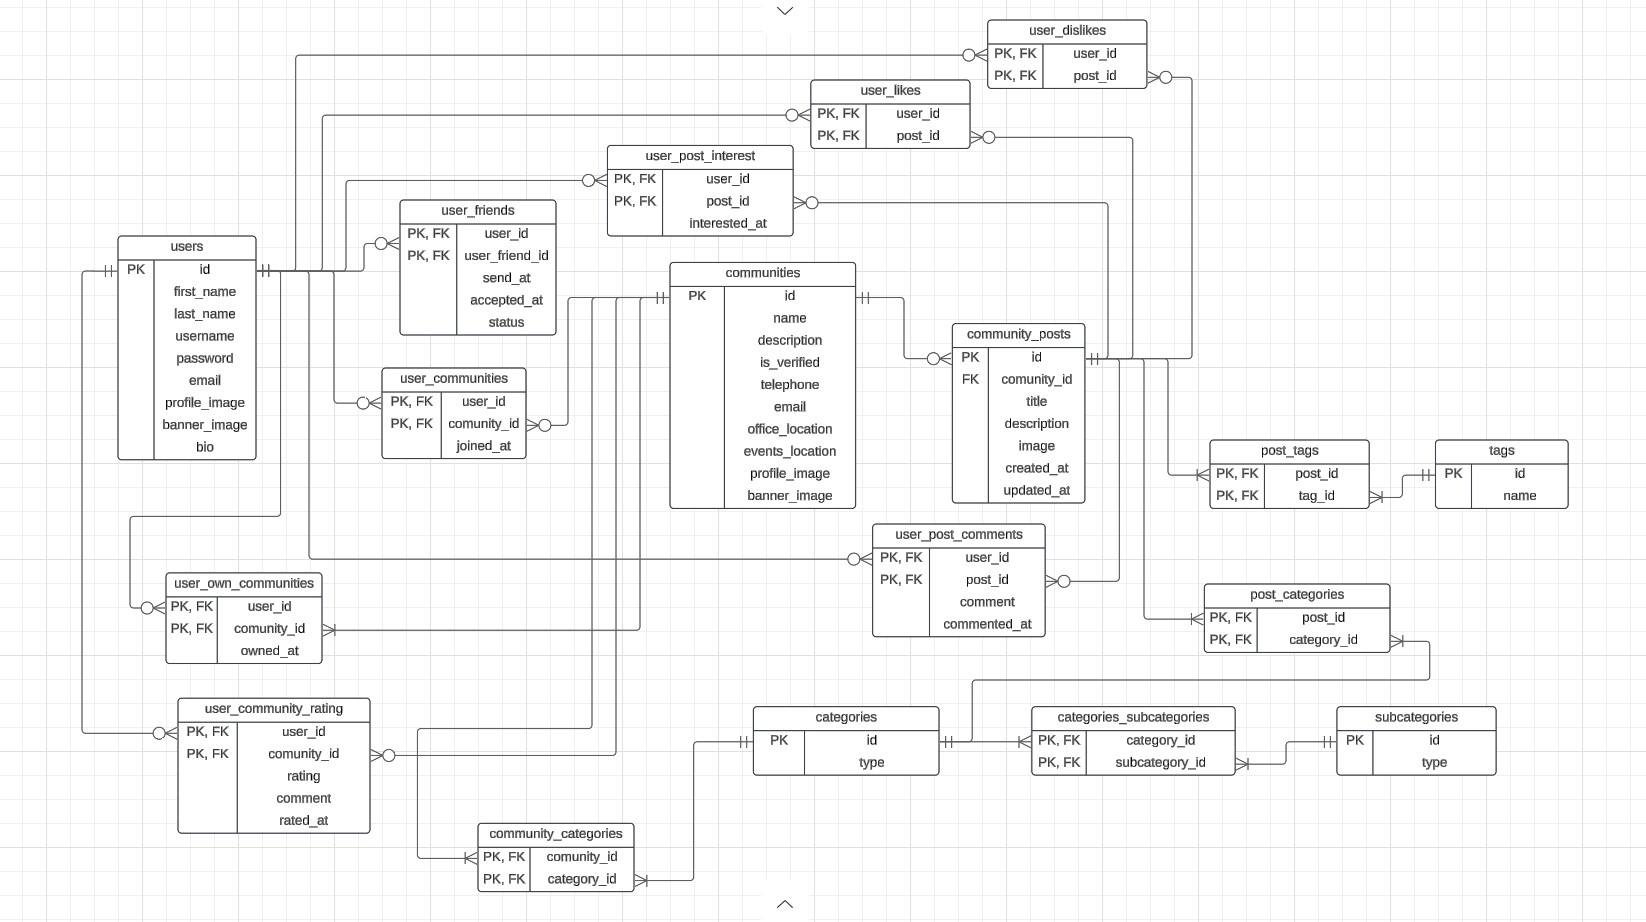 user_dislikes
PK, FK user_id
PK, FK post_id
user_likes
PK, FK user_id
PK, FK post_id
user_post_interest
PK, FK user_id
PK, FK post_id
interested_at
user_friends
PK, FK user_id
PK, FK user_friend_id
send_at
accepted_at
status
users
PK id
first_name
last_name
username
password
email
profile_image
banner_image
bio
communities
PK id
name
description
is_verified
telephone
email
office_location
events_location
profile_image
banner_image
community_posts
PK id
FK comunity_id
title
description
image
created_at
updated_at
user_communities
PK, FK user_id
PK, FK comunity_id
joined_at
post_tags
PK, FK post_id
PK, FK tag_id
tags
PK id
name
user_post_comments
PK, FK user_id
PK, FK post_id
comment
commented_at
user_own_communities
PK, FK user_id
PK, FK comunity_id
owned_at
post_categories
PK, FK post_id
PK, FK category_id
user_community_rating
PK, FK user_id
PK, FK comunity_id
rating
comment
rated_at
categories
PK id
type
categories_subcategories
PK, FK category_id
PK, FK subcategory_id
subcategories
PK id
type
community_categories
PK, FK comunity_id
PK, FK category_id